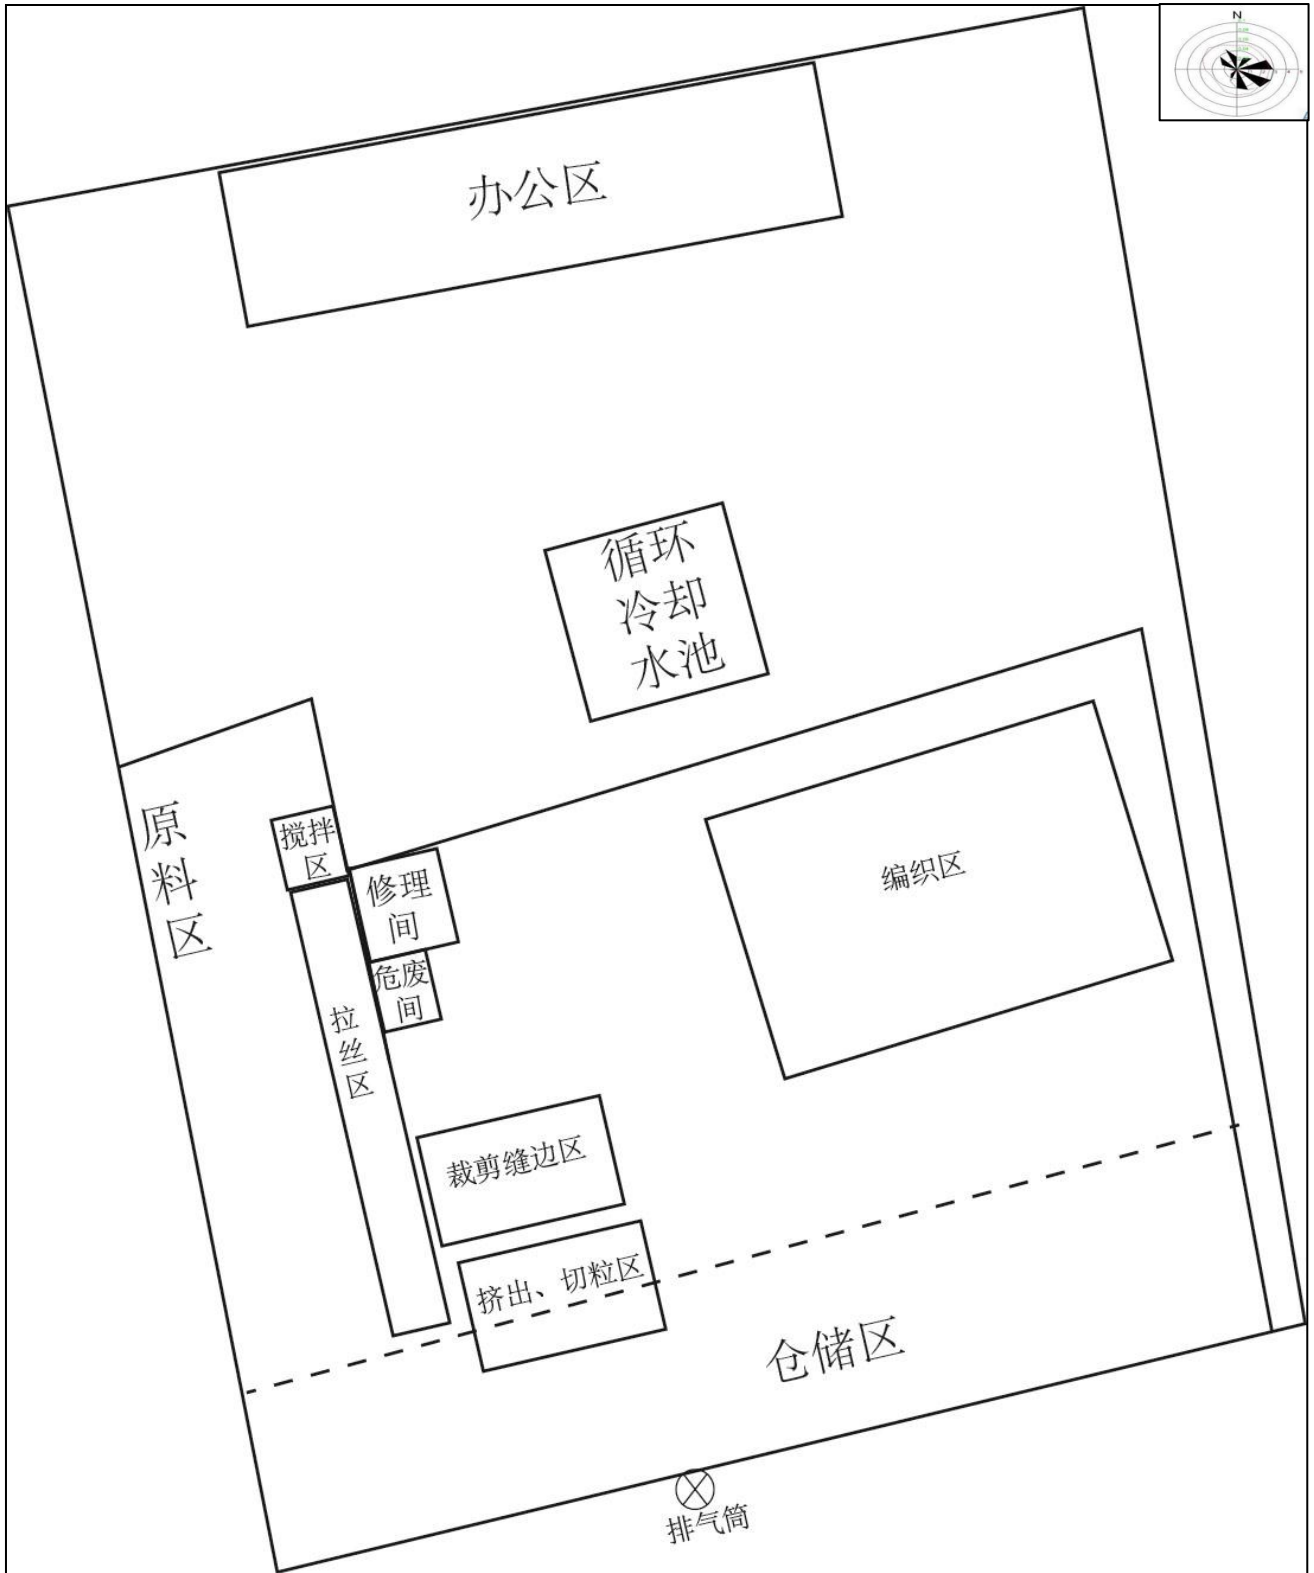 N
办公区
循环
冷却
水池
原
料
区
搅拌
区
修理
间
危废
间
编织区
拉
丝
区
裁剪缝边区
挤出、切粒区
仓储区
排气筒